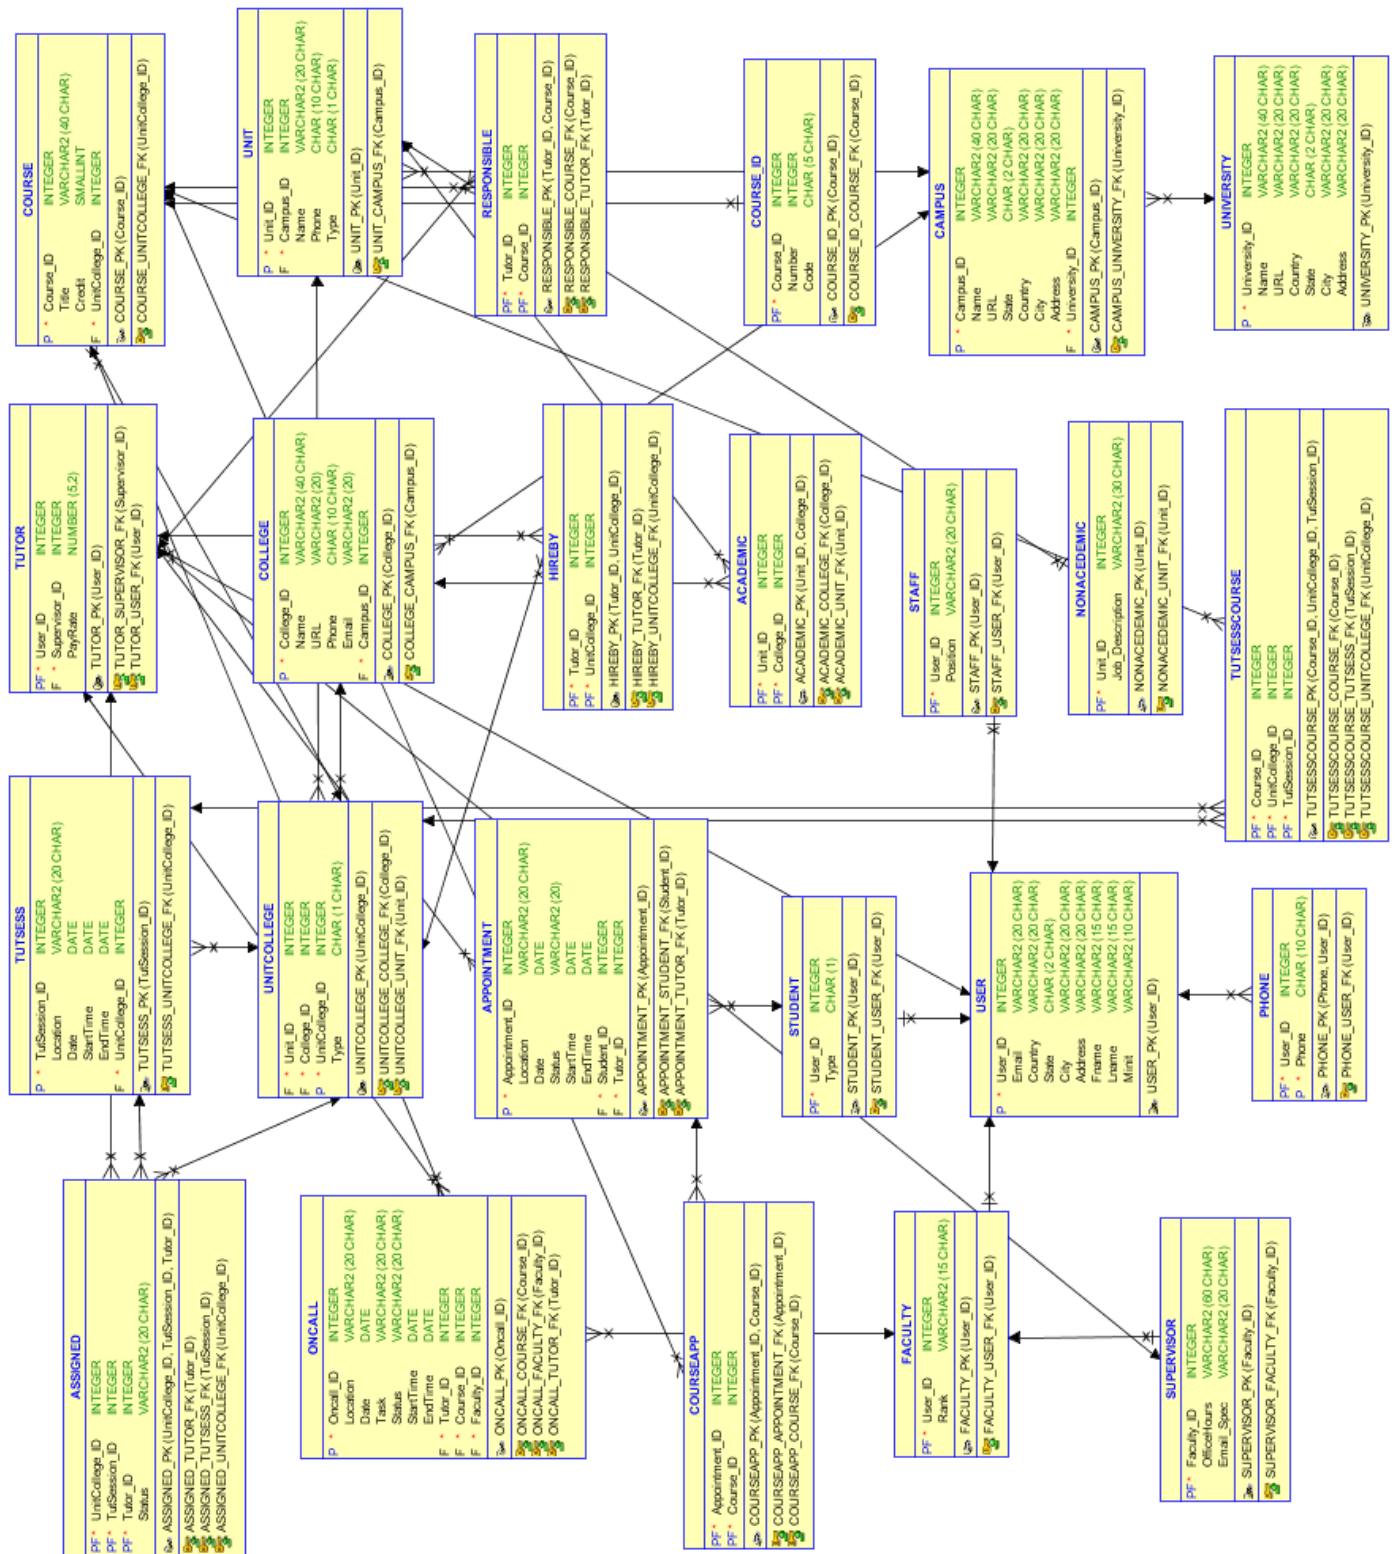 ASSIGNED
PF* UnitCollege_ID INTEGER
PF* TutSession_ID INTEGER
PF* Tutor_ID INTEGER
Status VARCHAR2 (20 CHAR)
ASSIGNED_PK (UnitCollege_ID, TutSession_ID, Tutor_ID)
ASSIGNED_TUTOR_FK (Tutor_ID)
ASSIGNED_TUTSESS_FK (TutSession_ID)
ASSIGNED_UNITCOLLEGE_FK (UnitCollege_ID)
TUTSESS
P * TutSession_ID INTEGER
Location VARCHAR2 (20 CHAR)
Date DATE
StartTime DATE
EndTime DATE
F * UnitCollege_ID INTEGER
TUTSESS_PK (TutSession_ID)
TUTSESS_UNITCOLLEGE_FK (UnitCollege_ID)
TUTOR
PF* User_ID INTEGER
F * Supervisor_ID INTEGER
PayRate NUMBER (5,2)
TUTOR_PK (User_ID)
TUTOR_SUPERVISOR_FK (Supervisor_ID)
TUTOR_USER_FK (User_ID)
COURSE
P * Course_ID INTEGER
Title VARCHAR2 (40 CHAR)
Credit SMALLINT
F * UnitCollege_ID INTEGER
COURSE_PK (Course_ID)
COURSE_UNITCOLLEGE_FK (UnitCollege_ID)
ONCALL
P * Oncall_ID INTEGER
Location VARCHAR2 (20 CHAR)
Date DATE
Task VARCHAR2 (20 CHAR)
Status VARCHAR2 (20 CHAR)
StartTime DATE
EndTime DATE
F * Tutor_ID INTEGER
F * Course_ID INTEGER
F * Faculty_ID INTEGER
ONCALL_PK (Oncall_ID)
ONCALL_COURSE_FK (Course_ID)
ONCALL_FACULTY_FK (Faculty_ID)
ONCALL_TUTOR_FK (Tutor_ID)
UNITCOLLEGE
F * Unit_ID INTEGER
F * College_ID INTEGER
P * UnitCollege_ID INTEGER
Type CHAR (1 CHAR)
UNITCOLLEGE_PK (UnitCollege_ID)
UNITCOLLEGE_COLLEGE_FK (College_ID)
UNITCOLLEGE_UNIT_FK (Unit_ID)
COLLEGE
P * College_ID INTEGER
Name VARCHAR2 (40 CHAR)
URL VARCHAR2 (20)
Phone CHAR (10 CHAR)
Email VARCHAR2 (20)
F * Campus_ID INTEGER
COLLEGE_PK (College_ID)
COLLEGE_CAMPUS_FK (Campus_ID)
UNIT
P * Unit_ID INTEGER
F * Campus_ID INTEGER
Name VARCHAR2 (20 CHAR)
Phone CHAR (10 CHAR)
Type CHAR (1 CHAR)
UNIT_PK (Unit_ID)
UNIT_CAMPUS_FK (Campus_ID)
COURSEAPP
PF* Appointment_ID INTEGER
PF* Course_ID INTEGER
COURSEAPP_PK (Appointment_ID, Course_ID)
COURSEAPP_APPOINTMENT_FK (Appointment_ID)
COURSEAPP_COURSE_FK (Course_ID)
APPOINTMENT
P * Appointment_ID INTEGER
Location VARCHAR2 (20 CHAR)
Date DATE
Status VARCHAR2 (20)
StartTime DATE
EndTime DATE
F * Student_ID INTEGER
F * Tutor_ID INTEGER
APPOINTMENT_PK (Appointment_ID)
APPOINTMENT_STUDENT_FK (Student_ID)
APPOINTMENT_TUTOR_FK (Tutor_ID)
HIREBY
PF* Tutor_ID INTEGER
PF* UnitCollege_ID INTEGER
HIREBY_PK (Tutor_ID, UnitCollege_ID)
HIREBY_TUTOR_FK (Tutor_ID)
HIREBY_UNITCOLLEGE_FK (UnitCollege_ID)
RESPONSIBLE
PF* Tutor_ID INTEGER
PF* Course_ID INTEGER
RESPONSIBLE_PK (Tutor_ID, Course_ID)
RESPONSIBLE_COURSE_FK (Course_ID)
RESPONSIBLE_TUTOR_FK (Tutor_ID)
FACULTY
PF* User_ID INTEGER
Rank VARCHAR2 (15 CHAR)
FACULTY_PK (User_ID)
FACULTY_USER_FK (User_ID)
STUDENT
PF* User_ID INTEGER
Type CHAR (1)
STUDENT_PK (User_ID)
STUDENT_USER_FK (User_ID)
ACADEMIC
PF* Unit_ID INTEGER
PF* College_ID INTEGER
ACADEMIC_PK (Unit_ID, College_ID)
ACADEMIC_COLLEGE_FK (College_ID)
ACADEMIC_UNIT_FK (Unit_ID)
COURSE_ID
PF* Course_ID INTEGER
Number INTEGER
Code CHAR (5 CHAR)
COURSE_ID_PK (Course_ID)
COURSE_ID_COURSE_FK (Course_ID)
SUPERVISOR
PF* Faculty_ID INTEGER
OfficeHours VARCHAR2 (60 CHAR)
Email_Spec VARCHAR2 (20 CHAR)
SUPERVISOR_PK (Faculty_ID)
SUPERVISOR_FACULTY_FK (Faculty_ID)
USER
P * User_ID INTEGER
Email VARCHAR2 (20 CHAR)
Country VARCHAR2 (20 CHAR)
State CHAR (2 CHAR)
City VARCHAR2 (20 CHAR)
Address VARCHAR2 (20 CHAR)
Fname VARCHAR2 (15 CHAR)
Lname VARCHAR2 (15 CHAR)
Minit VARCHAR2 (10 CHAR)
USER_PK (User_ID)
STAFF
PF* User_ID INTEGER
Position VARCHAR2 (20 CHAR)
STAFF_PK (User_ID)
STAFF_USER_FK (User_ID)
CAMPUS
P * Campus_ID INTEGER
Name VARCHAR2 (40 CHAR)
URL VARCHAR2 (20 CHAR)
State CHAR (2 CHAR)
Country VARCHAR2 (20 CHAR)
City VARCHAR2 (20 CHAR)
Address VARCHAR2 (20 CHAR)
F * University_ID INTEGER
CAMPUS_PK (Campus_ID)
CAMPUS_UNIVERSITY_FK (University_ID)
PHONE
PF* User_ID INTEGER
P * Phone CHAR (10 CHAR)
PHONE_PK (Phone, User_ID)
PHONE_USER_FK (User_ID)
NONACEDEMIC
PF* Unit_ID INTEGER
Job_Description VARCHAR2 (30 CHAR)
NONACEDEMIC_PK (Unit_ID)
NONACEDEMIC_UNIT_FK (Unit_ID)
TUTSESSCOURSE
PF* Course_ID INTEGER
PF* UnitCollege_ID INTEGER
PF* TutSession_ID INTEGER
TUTSESSCOURSE_PK (Course_ID, UnitCollege_ID, TutSession_ID)
TUTSESSCOURSE_COURSE_FK (Course_ID)
TUTSESSCOURSE_TUTSESS_FK (TutSession_ID)
TUTSESSCOURSE_UNITCOLLEGE_FK (UnitCollege_ID)
UNIVERSITY
P * University_ID INTEGER
Name VARCHAR2 (40 CHAR)
URL VARCHAR2 (20 CHAR)
Country VARCHAR2 (20 CHAR)
State CHAR (2 CHAR)
City VARCHAR2 (20 CHAR)
Address VARCHAR2 (20 CHAR)
UNIVERSITY_PK (University_ID)